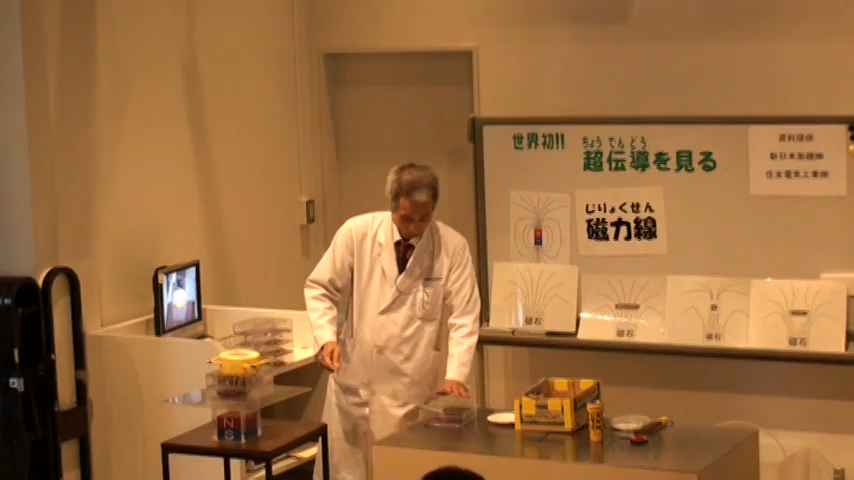 世界初!!
ちょう でん どう
超伝導を見る
資料提供
新日本製鐵㈱
住友電気工業㈱
じりょくせん
磁力線
磁石
磁石
磁石
磁石
N
S